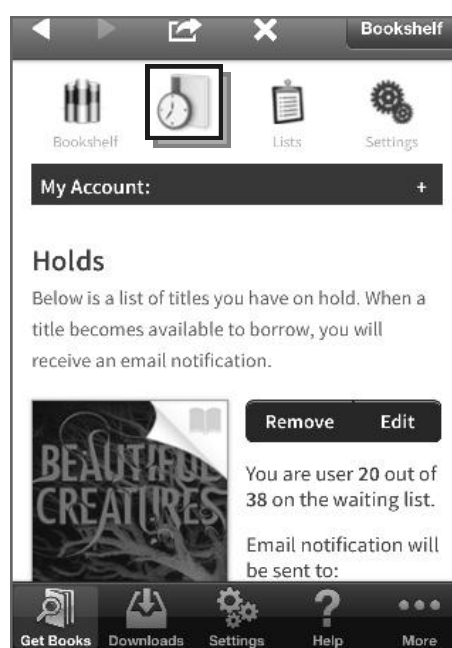 Bookshelf
Bookshelf
Lists
Settings
My Account: +
Holds
Below is a list of titles you have on hold. When a
title becomes available to borrow, you will
receive an email notification.
BEAUTIFUL
CREATURES
Remove Edit
You are user 20 out of
38 on the waiting list.
Email notification will
be sent to:
Get Books Downloads Settings Help More